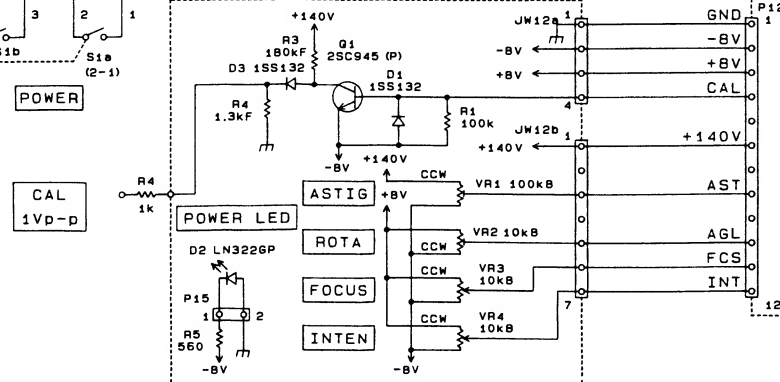 3 2 1
S1b S1a
(2-1)
POWER
CAL
1Vp-p
R4
1k
+140V
R3
180kF
Q1
2SC945 (P)
D3 1SS132
D1
1SS132
R4
1.3kF
R1
100k
-8V
JW12a 1
-8V
+8V
4
JW12b 1
+140V
7
P12
1
GND
-8V
+8V
CAL
+140V
AST
AGL
FCS
INT
12
POWER LED
D2 LN322GP
P15
1 2
R5
560
-8V
+140V
ASTIG
+8V
CCW
VR1 100kB
ROTA
CCW
VR2 10kB
FOCUS
CCW
VR3
10kB
INTEN
CCW
VR4
10kB
-8V